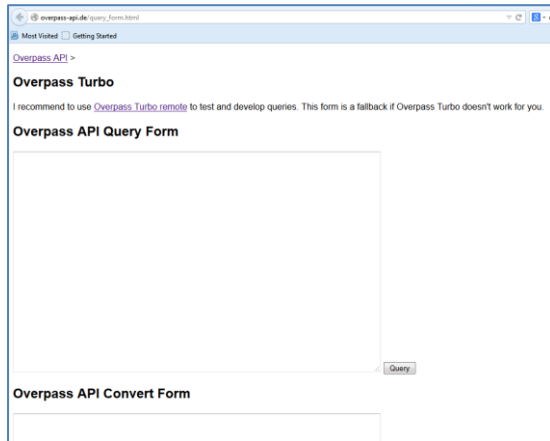 overpass-api.de/query_form.html
Most Visited Getting Started
Overpass API >
Overpass Turbo
I recommend to use Overpass Turbo remote to test and develop queries. This form is a fallback if Overpass Turbo doesn't work for you.
Overpass API Query Form
Query
Overpass API Convert Form